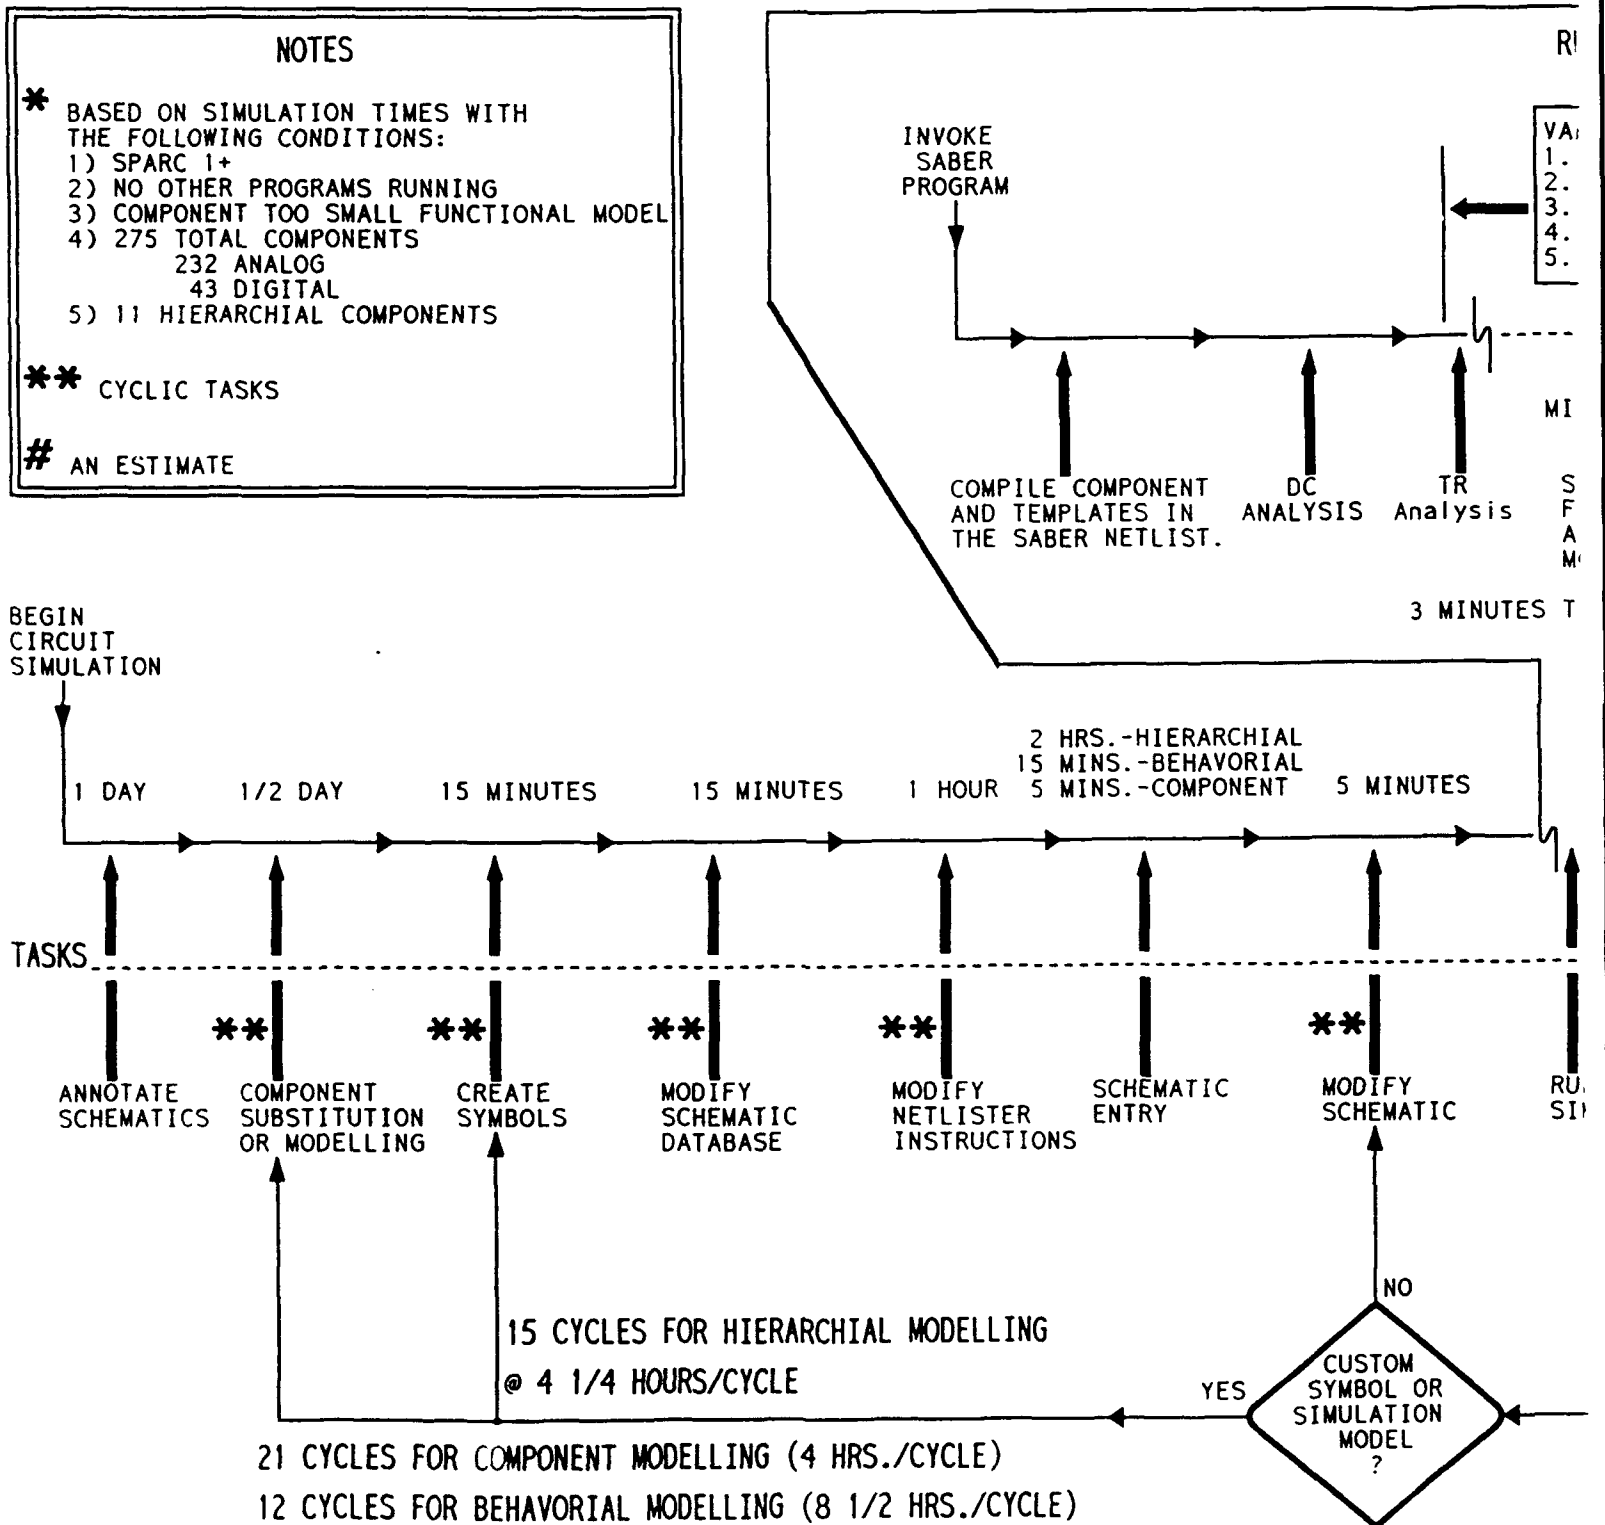 NOTES
* BASED ON SIMULATION TIMES WITH
THE FOLLOWING CONDITIONS:
1) SPARC 1+
2) NO OTHER PROGRAMS RUNNING
3) COMPONENT TOO SMALL FUNCTIONAL MODEL
4) 275 TOTAL COMPONENTS
232 ANALOG
43 DIGITAL
5) 11 HIERARCHIAL COMPONENTS
** CYCLIC TASKS
# AN ESTIMATE
INVOKE
SABER
PROGRAM
1.
2.
3.
4.
5.
COMPILE COMPONENT
AND TEMPLATES IN
THE SABER NETLIST.
DC
ANALYSIS
TR
Analysis
3 MINUTES
BEGIN
CIRCUIT
SIMULATION
1 DAY
1/2 DAY
15 MINUTES
15 MINUTES
1 HOUR
2 HRS.-HIERARCHIAL
15 MINS.-BEHAVORIAL
5 MINS.-COMPONENT
5 MINUTES
TASKS
**
**
**
**
**
ANNOTATE
SCHEMATICS
COMPONENT
SUBSTITUTION
OR MODELLING
CREATE
SYMBOLS
MODIFY
SCHEMATIC
DATABASE
MODIFY
NETLISTER
INSTRUCTIONS
SCHEMATIC
ENTRY
MODIFY
SCHEMATIC
NO
15 CYCLES FOR HIERARCHIAL MODELLING
@ 4 1/4 HOURS/CYCLE
YES
CUSTOM
SYMBOL OR
SIMULATION
MODEL
?
21 CYCLES FOR COMPONENT MODELLING (4 HRS./CYCLE)
12 CYCLES FOR BEHAVORIAL MODELLING (8 1/2 HRS./CYCLE)